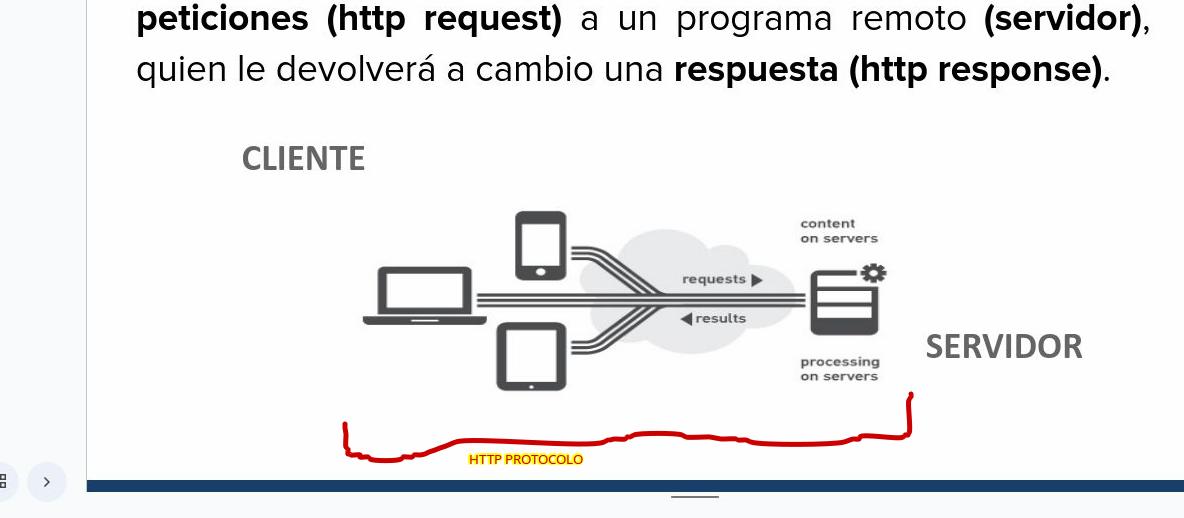 peticiones (http request) a un programa remoto (servidor),
quien le devolverá a cambio una respuesta (http response).
CLIENTE
content
on servers
requests
results
SERVIDOR
processing
on servers
HTTP PROTOCOLO